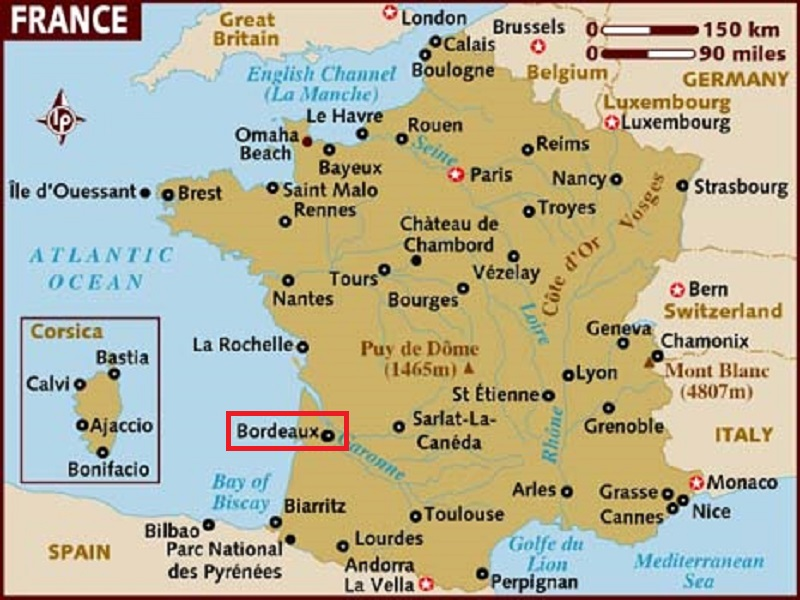 FRANCE
Great
Britain
London
Brussels
0 150 km
0 90 miles
Calais
Boulogne
Belgium
GERMANY
English Channel
(La Manche)
Luxembourg
Luxembourg
LP
Le Havre
Rouen
Omaha
Beach
Bayeux
Seine
Reims
Paris
Nancy
Vosges
Strasbourg
Île d'Ouessant
Brest
Saint Malo
Rennes
Troyes
Château de
Chambord
Côte d'Or
ATLANTIC
OCEAN
Tours
Vézelay
Bourges
Nantes
Loire
Bern
Switzerland
Corsica
Bastia
Calvi
Ajaccio
Bonifacio
La Rochelle
Puy de Dôme
(1465m)
Geneva
Chamonix
Mont Blanc
(4807m)
Lyon
St Étienne
Grenoble
Rhône
Bordeaux
Garonne
Sarlat-La-
Canéda
ITALY
Bay of
Biscay
Biarritz
Bilbao
Parc National
des Pyrénées
Lourdes
Toulouse
Arles
Grasse
Cannes
Nice
Monaco
SPAIN
Andorra
La Vella
Perpignan
Golfe du
Lion
Mediterranean
Sea